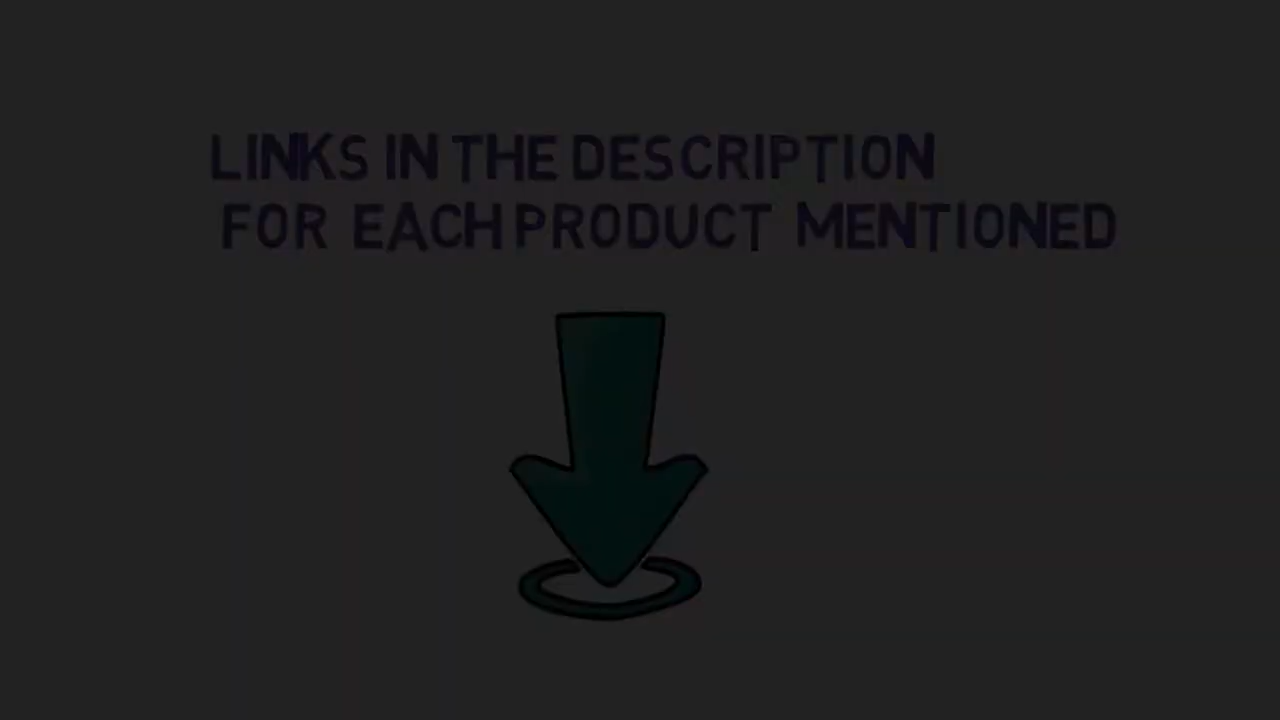 LINKS IN THE DESCRIPTION
FOR EACH PRODUCT MENTIONED